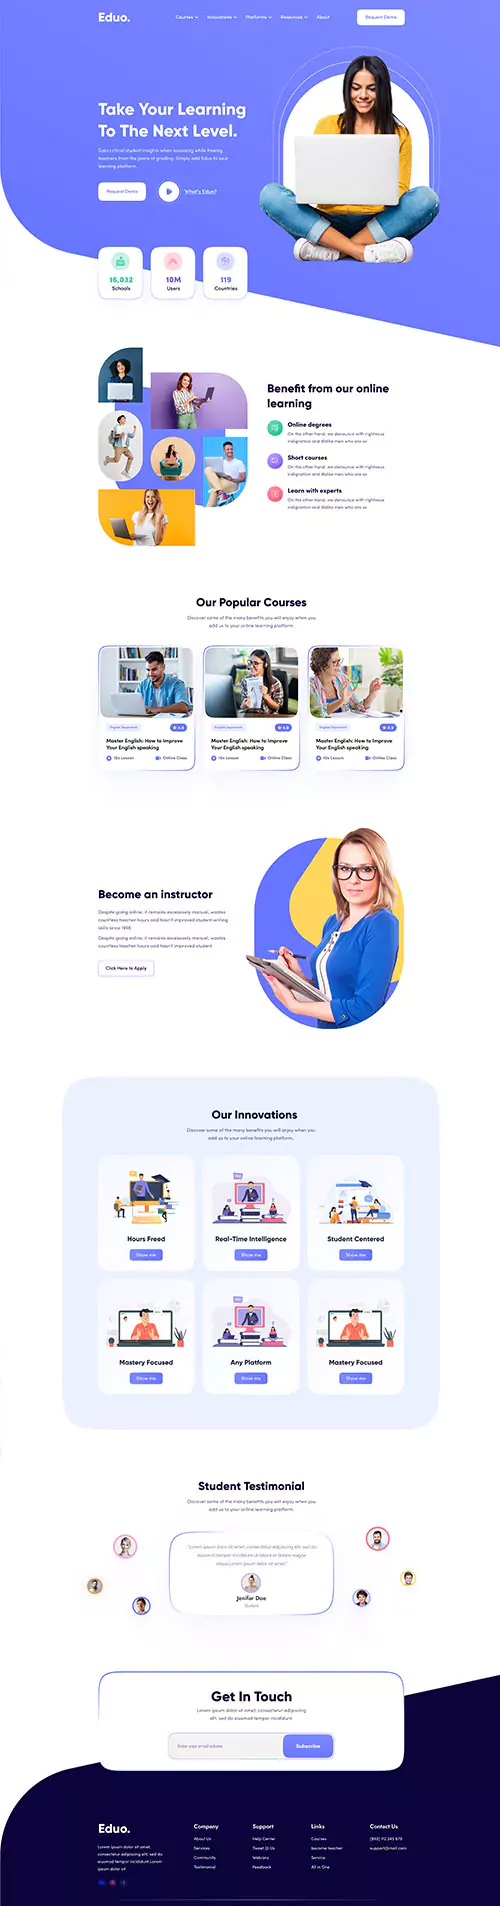 Eduo.
Courses
Innovations
Platforms
Resources
About
Request Demo
Take Your Learning
To The Next Level.
Gain critical student insights when assessing while freeing
teachers from the pains of grading. Simply add Eduo to your
learning platform.
Request Demo
What's Eduo?
16,032
Schools
10M
Users
119
Countries
Benefit from our online
learning
Online degrees
On the other hand, we denounce with righteous
indignation and dislike men who are so
Short courses
On the other hand, we denounce with righteous
indignation and dislike men who are so
Learn with experts
On the other hand, we denounce with righteous
indignation and dislike men who are so
Our Popular Courses
Discover some of the many benefits you will enjoy when you
add us to your online learning platform.
English Department
4.9
Master English: How to Improve
Your English speaking
10x Lesson
Online Class
English Department
4.9
Master English: How to Improve
Your English speaking
10x Lesson
Online Class
English Department
4.9
Master English: How to Improve
Your English speaking
10x Lesson
Online Class
Become an instructor
Despite going online, it remains excessively manual, wastes
countless teacher hours and hasn't improved student writing
skills since 1998
Despite going online, it remains excessively manual, wastes
countless teacher hours and hasn't improved student
Click Here to Apply
Our Innovations
Discover some of the many benefits you will enjoy when you
add us to your online learning platform.
Hours Freed
Show me
Real-Time Intelligence
Show me
Student Centered
Show me
Mastery Focused
Show me
Any Platform
Show me
Mastery Focused
Show me
Student Testimonial
Discover some of the many benefits you will enjoy when you
add us to your online learning platform.
"Lorem ipsum dolor sit amet, consectetur adipiscing elit, sed do
eiusmod tempor incididunt ut labore et dolore magna
aliqua.Lorem ipsum dolor sit amet."
Jenifar Doe
Student
Get In Touch
Lorem ipsum dolor sit amet, consectetur adipiscing
elit, sed do eiusmod tempor incididunt
Enter your email adress
Subscribe
Eduo.
Lorem ipsum dolor sit amet,
consectetur adipiscing elit, sed do
eiusmod tempor incididunt Lorem
ipsum dolor sit
Company
About Us
Services
Community
Testimonial
Support
Help Center
Tweet @ Us
Webians
Feedback
Links
Courses
become teacher
Service
All in One
Contact Us
(880) 112 345 678
support@mail.com